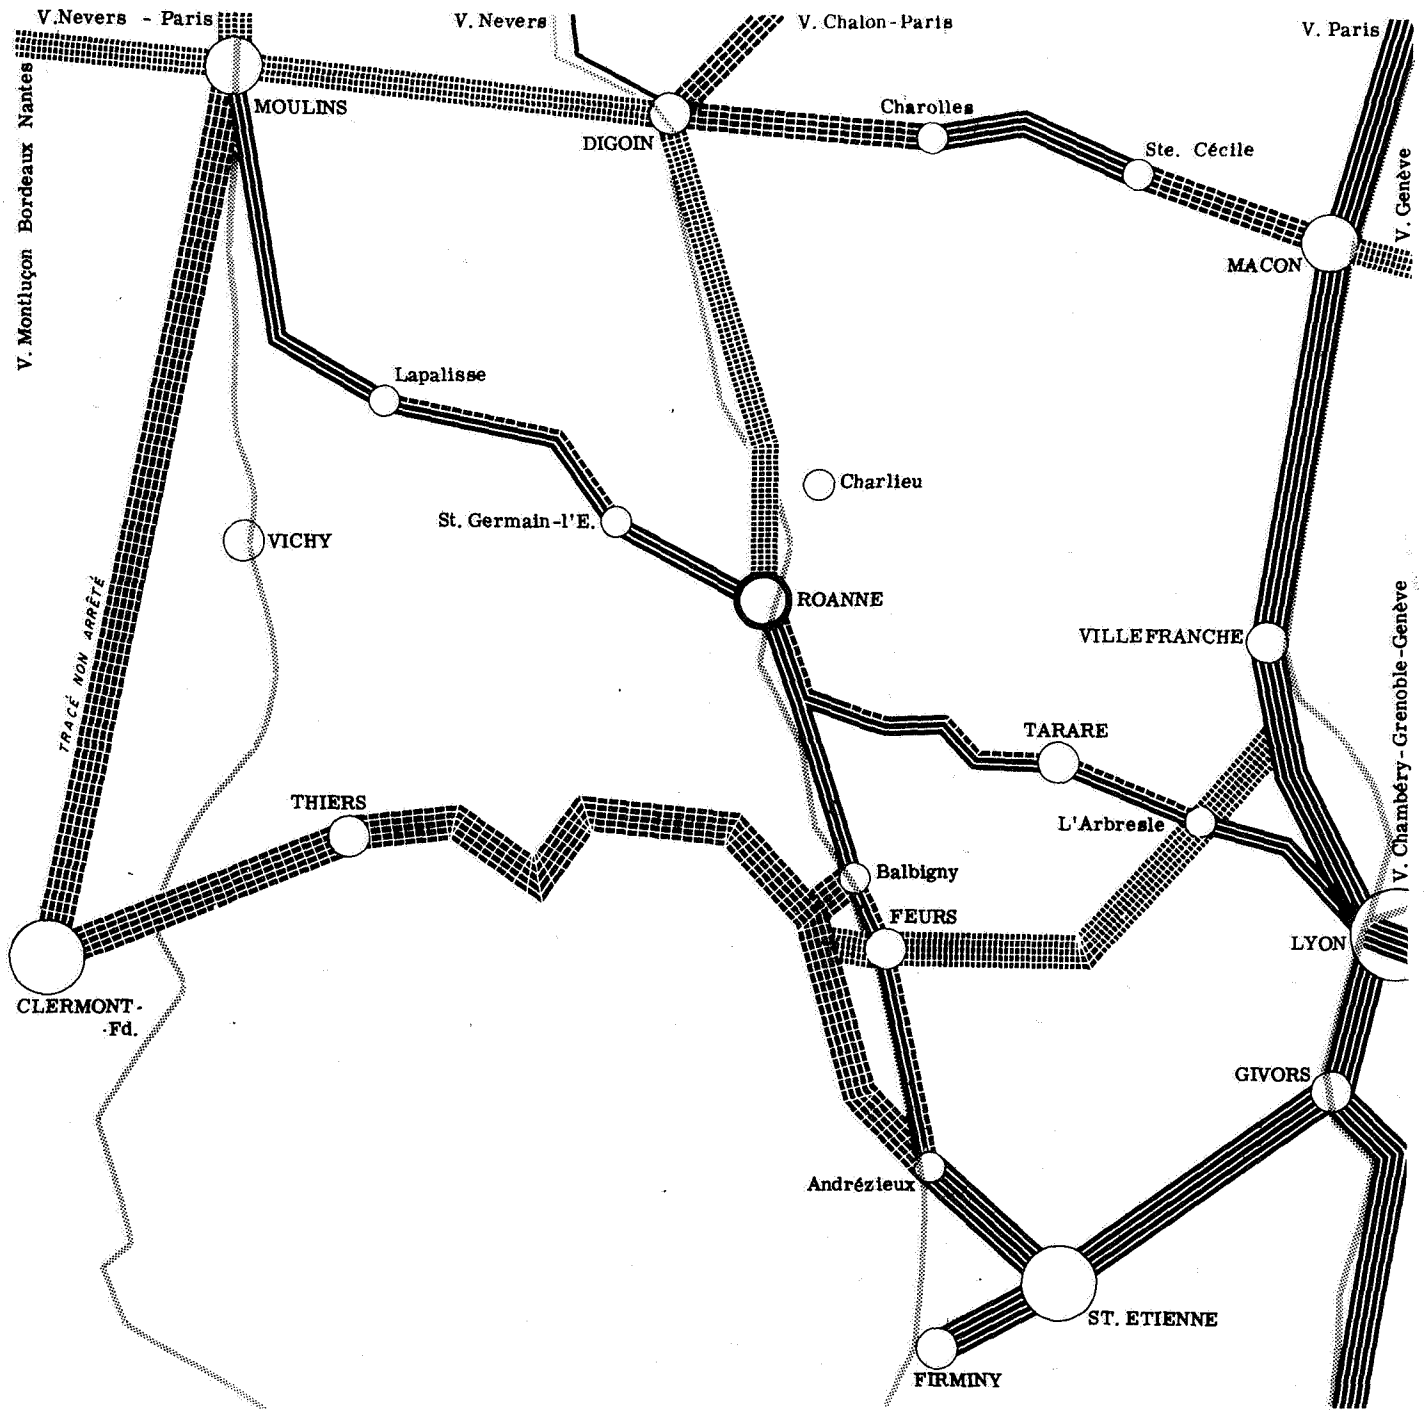 V.Nevers - Paris
V. Nevers
V. Chalon-Paris
V. Paris
V. Montluçon Bordeaux Nantes
MOULINS
DIGOIN
Charolles
Ste. Cécile
V. Genève
MACON
Lapalisse
Charlieu
St. Germain-l'E.
VICHY
ROANNE
VILLEFRANCHE
TRACÉ NON ARRÊTÉ
V. Chambéry-Grenoble-Genève
TARARE
THIERS
L'Arbresle
Balbigny
FEURS
LYON
CLERMONT-
-Fd.
GIVORS
Andrézieux
ST. ETIENNE
FIRMINY